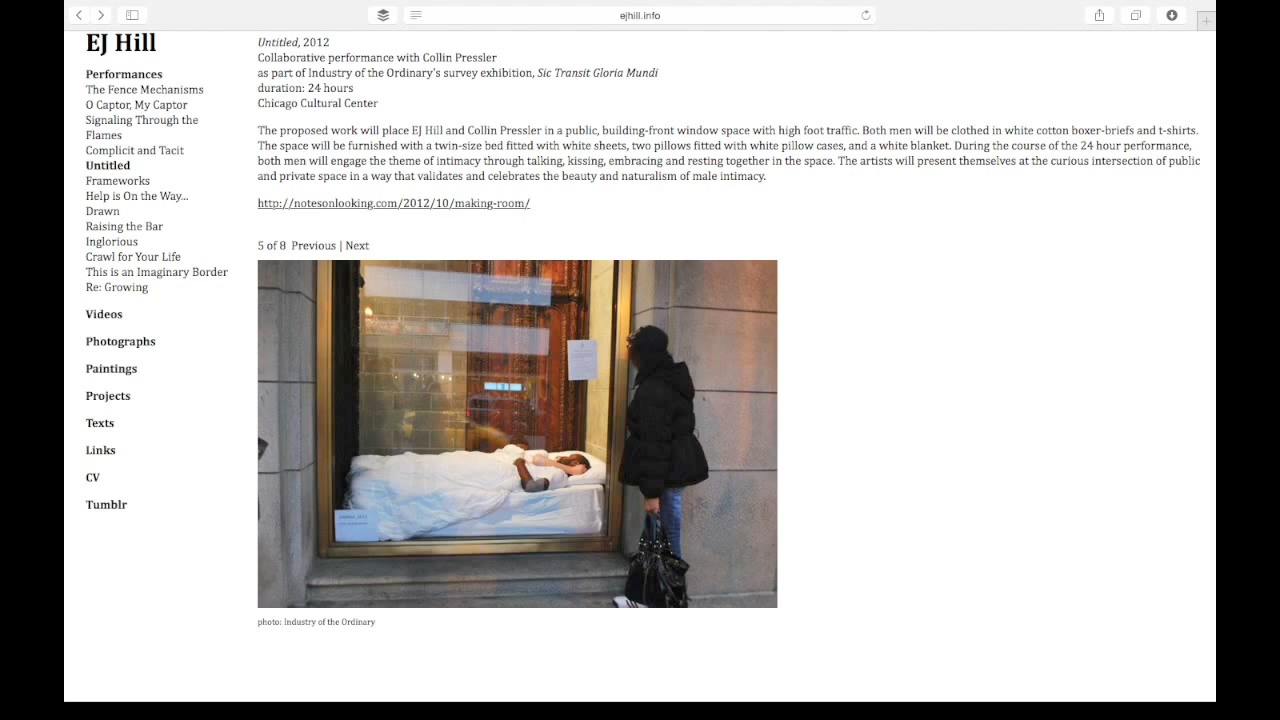 ejhill.info
EJ Hill
Performances
The Fence Mechanisms
O Captor, My Captor
Signaling Through the
Flames
Complicit and Tacit
Untitled
Frameworks
Help is On the Way...
Drawn
Raising the Bar
Inglorious
Crawl for Your Life
This is an Imaginary Border
Re: Growing
Videos
Photographs
Paintings
Projects
Texts
Links
CV
Tumblr
Untitled, 2012
Collaborative performance with Collin Pressler
as part of Industry of the Ordinary's survey exhibition, Sic Transit Gloria Mundi
duration: 24 hours
Chicago Cultural Center
The proposed work will place EJ Hill and Collin Pressler in a public, building-front window space with high foot traffic. Both men will be clothed in white cotton boxer-briefs and t-shirts.
The space will be furnished with a twin-size bed fitted with white sheets, two pillows fitted with white pillow cases, and a white blanket. During the course of the 24 hour performance,
both men will engage the theme of intimacy through talking, kissing, embracing and resting together in the space. The artists will present themselves at the curious intersection of public
and private space in a way that validates and celebrates the beauty and naturalism of male intimacy.
http://notesonlooking.com/2012/10/making-room/
5 of 8 Previous | Next
photo: Industry of the Ordinary